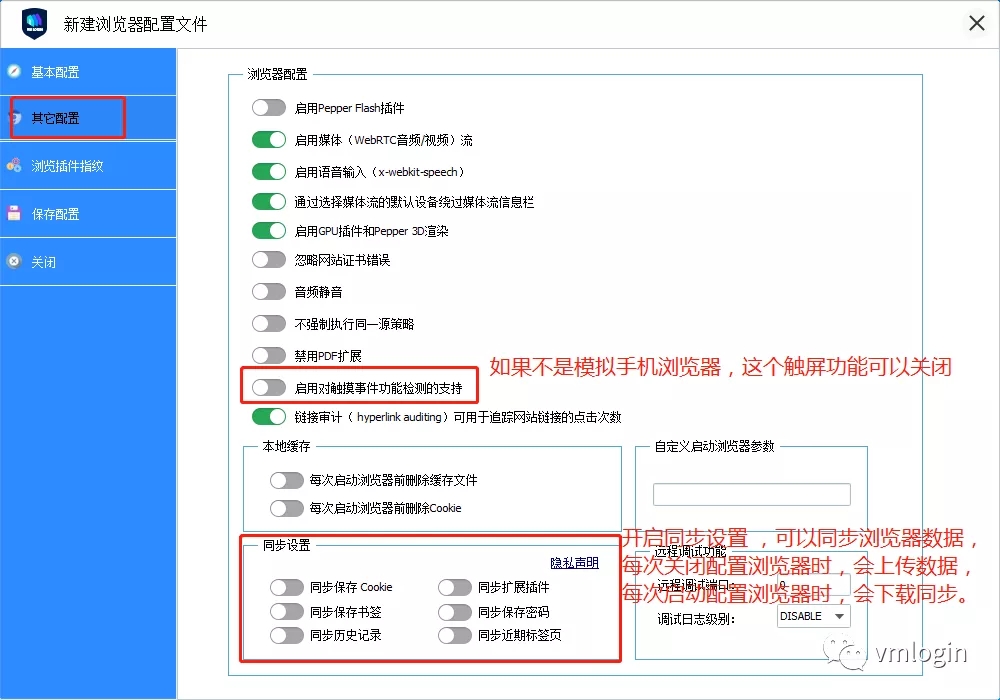 新建浏览器配置文件
基本配置
其它配置
浏览插件指纹
保存配置
关闭
浏览器配置
启用Pepper Flash插件
启用媒体（WebRTC音频/视频）流
启用语音输入（x-webkit-speech）
通过选择媒体流的默认设备绕过媒体流信息栏
启用GPU插件和Pepper 3D渲染
忽略网站证书错误
音频静音
不强制执行同一源策略
禁用PDF扩展
如果不是模拟手机浏览器，这个触屏功能可以关闭
启用对触摸事件功能检测的支持
链接审计（ hyperlink auditing）可用于追踪网站链接的点击次数
本地缓存
每次启动浏览器前删除缓存文件
每次启动浏览器前删除Cookie
自定义启动浏览器参数
同步设置
隐私声明
同步保存 Cookie
同步扩展插件
同步保存书签
同步保存密码
同步历史记录
同步近期标签页
开启同步设置 ，可以同步浏览器数据，
每次关闭配置浏览器时，会上传数据，
每次启动配置浏览器时，会下载同步。
远程调试功能
远程调试端口: 0
调试日志级别: DISABLE
vmlogin